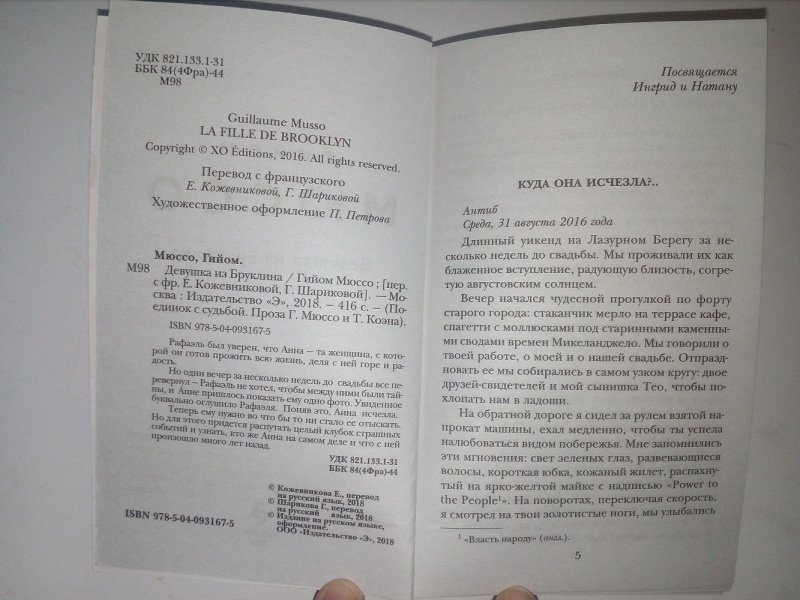 УДК 821.133.1-31
ББК 84(4Фра)-44
М98
Guillaume Musso
LA FILLE DE BROOKLYN
Copyright © XO Éditions, 2016. All rights reserved.
Перевод с французского
Е. Кожевниковой, Г. Шариковой
Художественное оформление П. Петрова
Мюссо, Гийом.
М98 Девушка из Бруклина / Гийом Мюссо ; [пер.
с фр. Е. Кожевниковой, Г. Шариковой]. — Мо-
сква : Издательство «Э», 2018. — 416 с. — (По-
единок с судьбой. Проза Г. Мюссо и Т. Коэна).
ISBN 978-5-04-093167-5
Рафаэль был уверен, что Анна – та женщина, с кото-
рой он готов прожить всю жизнь, деля с ней горе и ра-
дость.
Но один вечер за несколько недель до свадьбы все пе-
ревернул – Рафаэль не хотел, чтобы между ними были тай-
ны, и Анне пришлось показать ему одно фото. Увиденное
буквально оглушило Рафаэля. Поняв это, Анна исчезла.
Теперь ему нужно во что бы то ни стало ее отыскать.
Но для этого придется распутать целый клубок страшных
событий и узнать, кто же Анна на самом деле и что с ней
произошло много лет назад.
УДК 821.133.1-31
ББК 84(4Фра)-44
© Кожевникова Е., перевод
на русский язык, 2018
© Шарикова Г., перевод
на русский язык, 2018
© Издание на русском языке,
оформление.
ООО «Издательство «Э», 2018
ISBN 978-5-04-093167-5
Посвящается
Ингрид и Натану
КУДА ОНА ИСЧЕЗЛА?..
Антиб
Среда, 31 августа 2016 года
Длинный уикенд на Лазурном Берегу за не-
сколько недель до свадьбы. Мы проживали их как
блаженное вступление, радующую близость, согре-
тую августовским солнцем.
Вечер начался чудесной прогулкой по форту
старого города: стаканчик мерло на террасе кафе,
спагетти с моллюсками под старинными каменны-
ми сводами времен Микеланджело. Мы говорили о
твоей работе, о моей и о нашей свадьбе. Отпразд-
новать ее мы собирались в самом узком кругу: двое
друзей-свидетелей и мой сынишка Тео, чтобы по-
хлопать нам в ладоши.
На обратной дороге я сидел за рулем взятой на-
прокат машины, ехал медленно, чтобы ты успела
налюбоваться видом побережья. Мне запомнились
эти мгновения: свет зеленых глаз, развевающиеся
волосы, короткая юбка, кожаный жилет, распахну-
тый на ярко-желтой майке с надписью «Power to
the People¹». На поворотах, переключая скорость,
я смотрел на твои золотистые ноги, мы улыбались
¹ «Власть народу» (англ.).
5